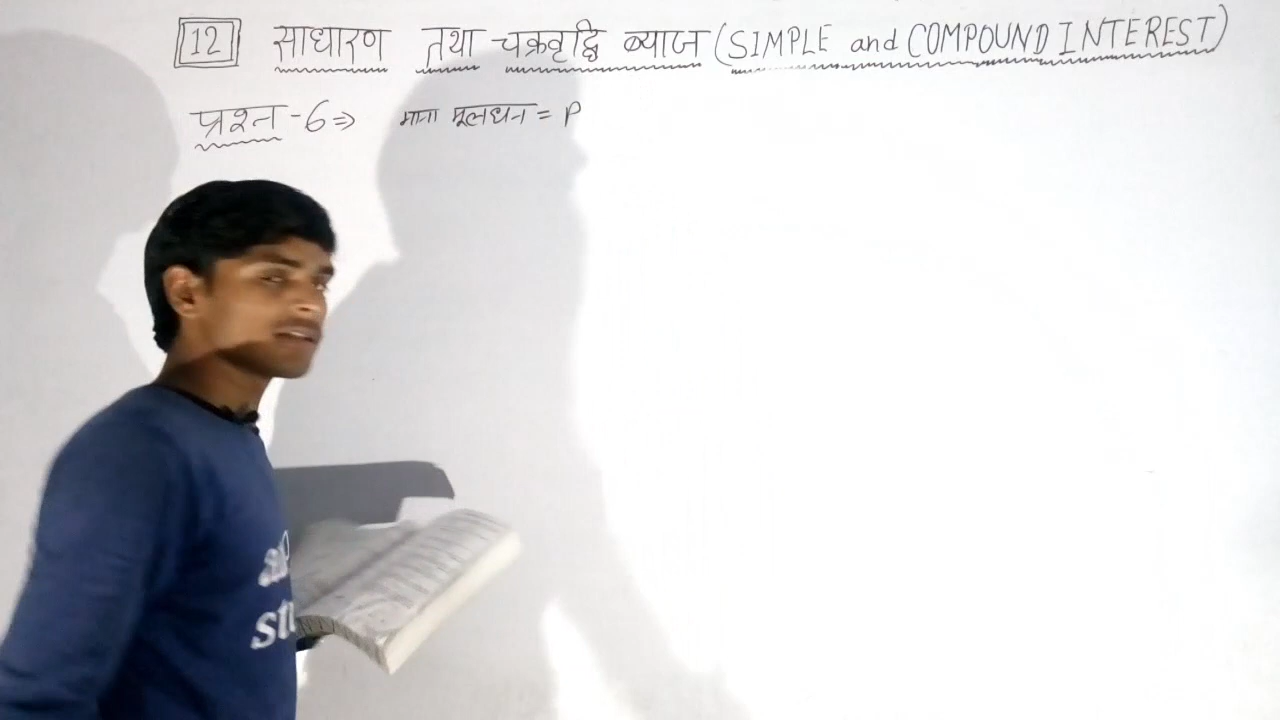 12 साधारण तथा चक्रवृद्धि ब्याज (SIMPLE and COMPOUND INTEREST)
प्रश्न-6⇒ माना मूलधन = P